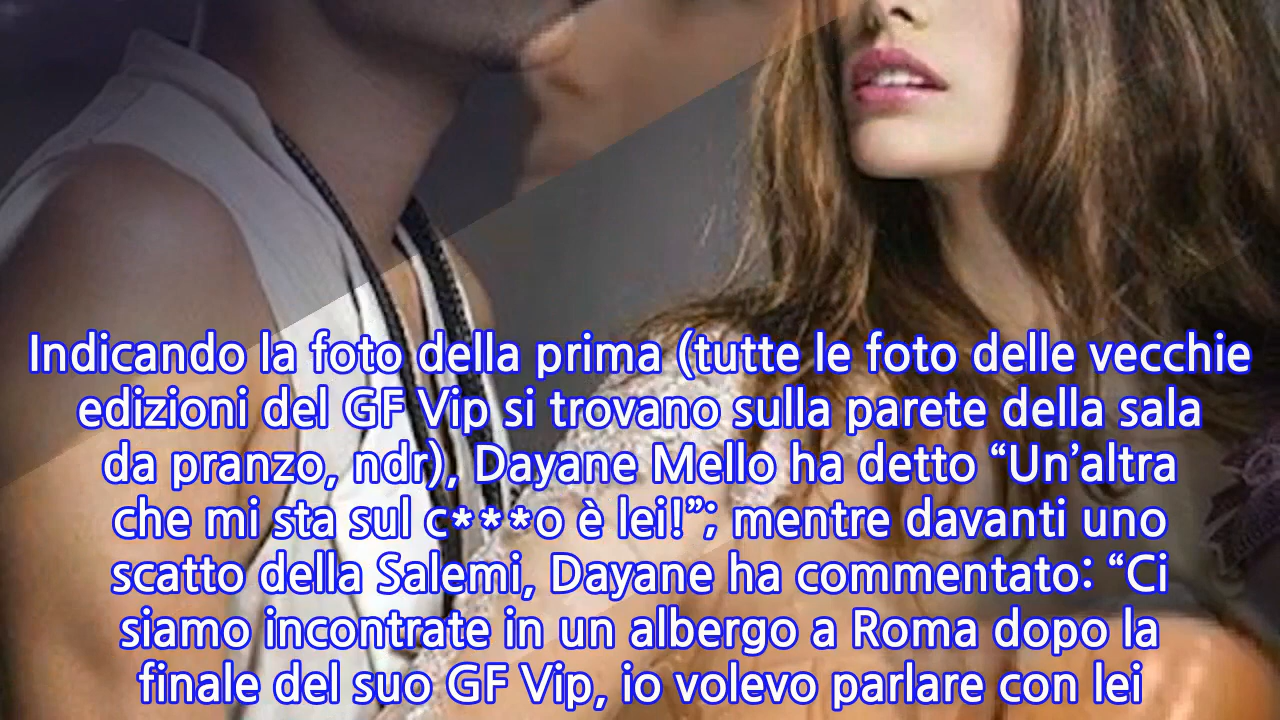 Indicando la foto della prima (tutte le foto delle vecchie
edizioni del GF Vip si trovano sulla parete della sala
da pranzo, ndr), Dayane Mello ha detto “Un’altra
che mi sta sul c***o è lei!”; mentre davanti uno
scatto della Salemi, Dayane ha commentato: “Ci
siamo incontrate in un albergo a Roma dopo la
finale del suo GF Vip, io volevo parlare con lei